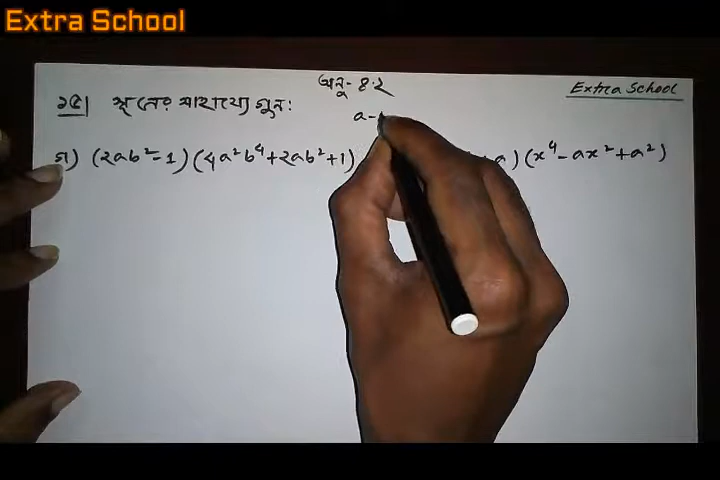 Extra School
অনু- ৪.২
Extra School
১৫| সূত্রের সাহায্যে গুন:
a-
গ) (2ab²-1)(4a²b⁴+2ab²+1)
a) (x⁴-ax²+a²)